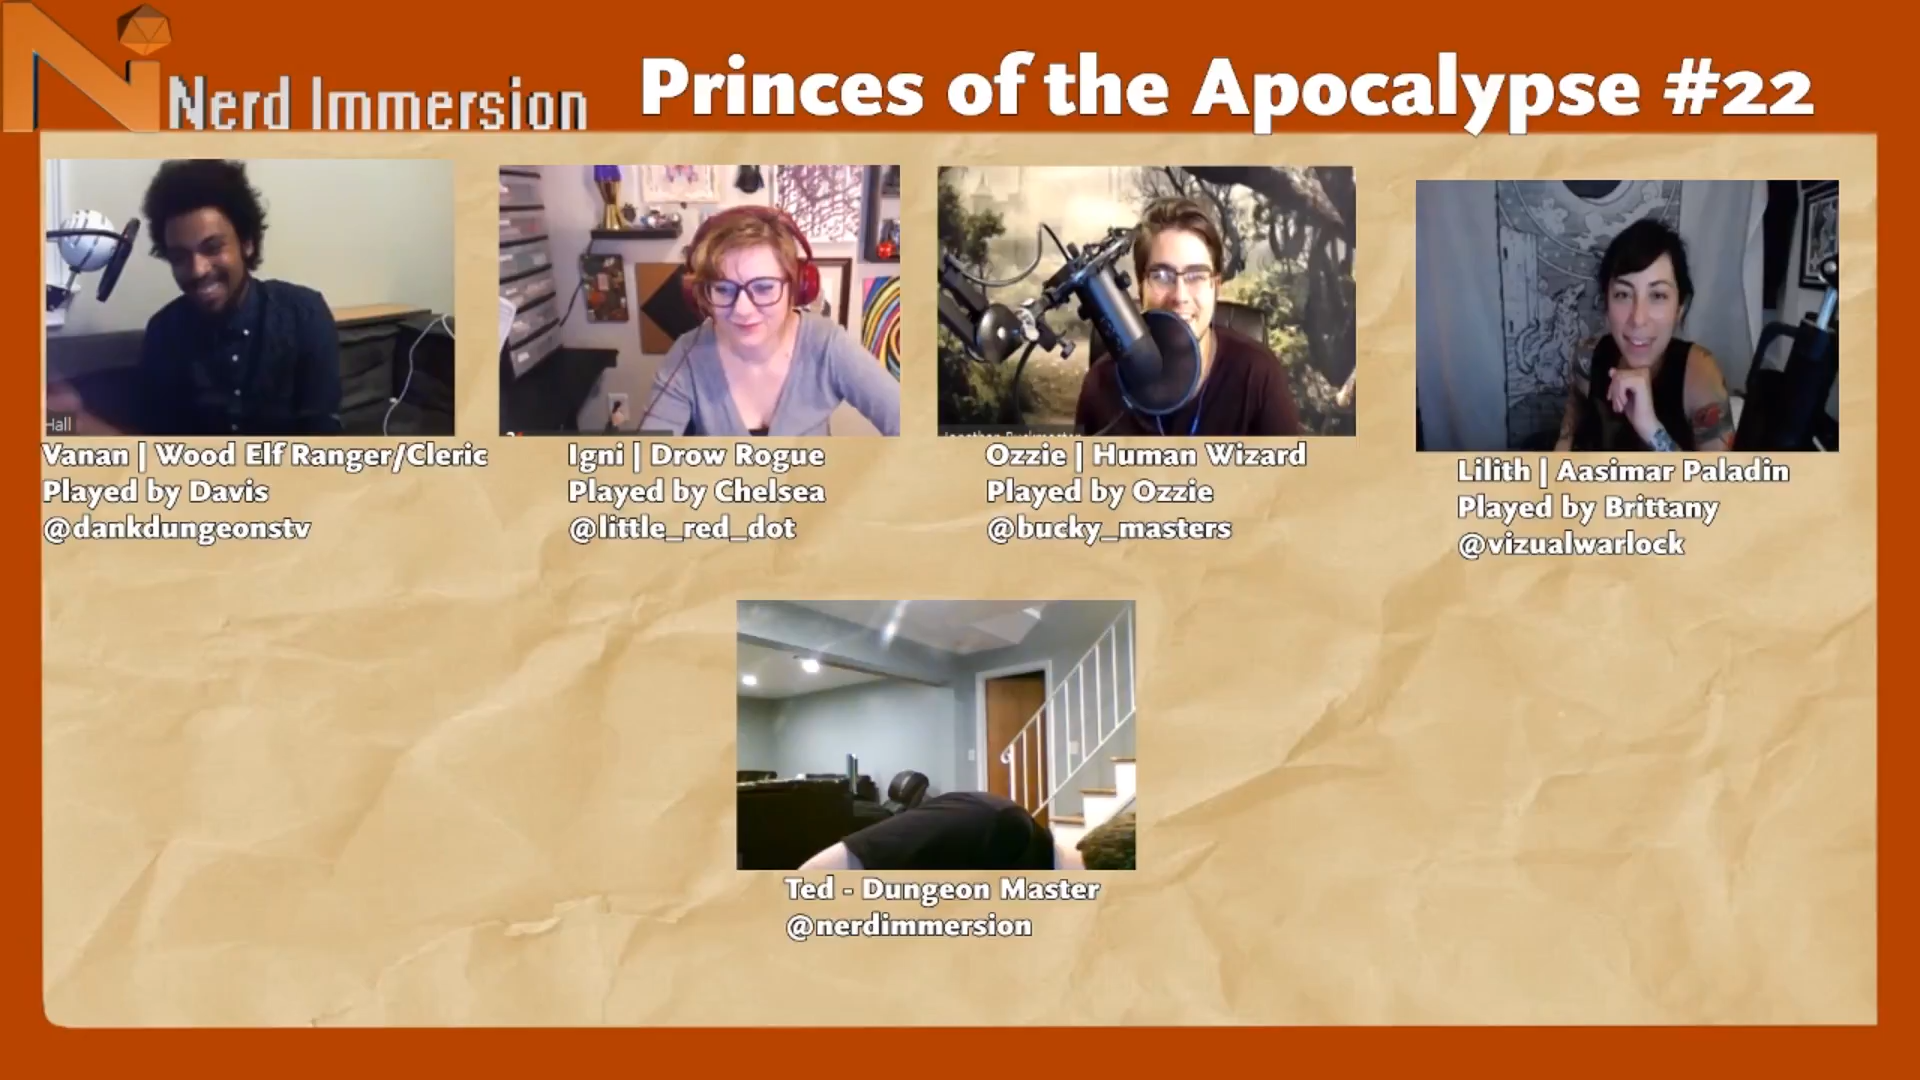 Nerd Immersion
Princes of the Apocalypse #22
Hall
Vanan | Wood Elf Ranger/Cleric
Played by Davis
@dankdungeonstv
Igni | Drow Rogue
Played by Chelsea
@little_red_dot
Ozzie | Human Wizard
Played by Ozzie
@bucky_masters
Lilith | Aasimar Paladin
Played by Brittany
@vizualwarlock
Ted - Dungeon Master
@nerdimmersion